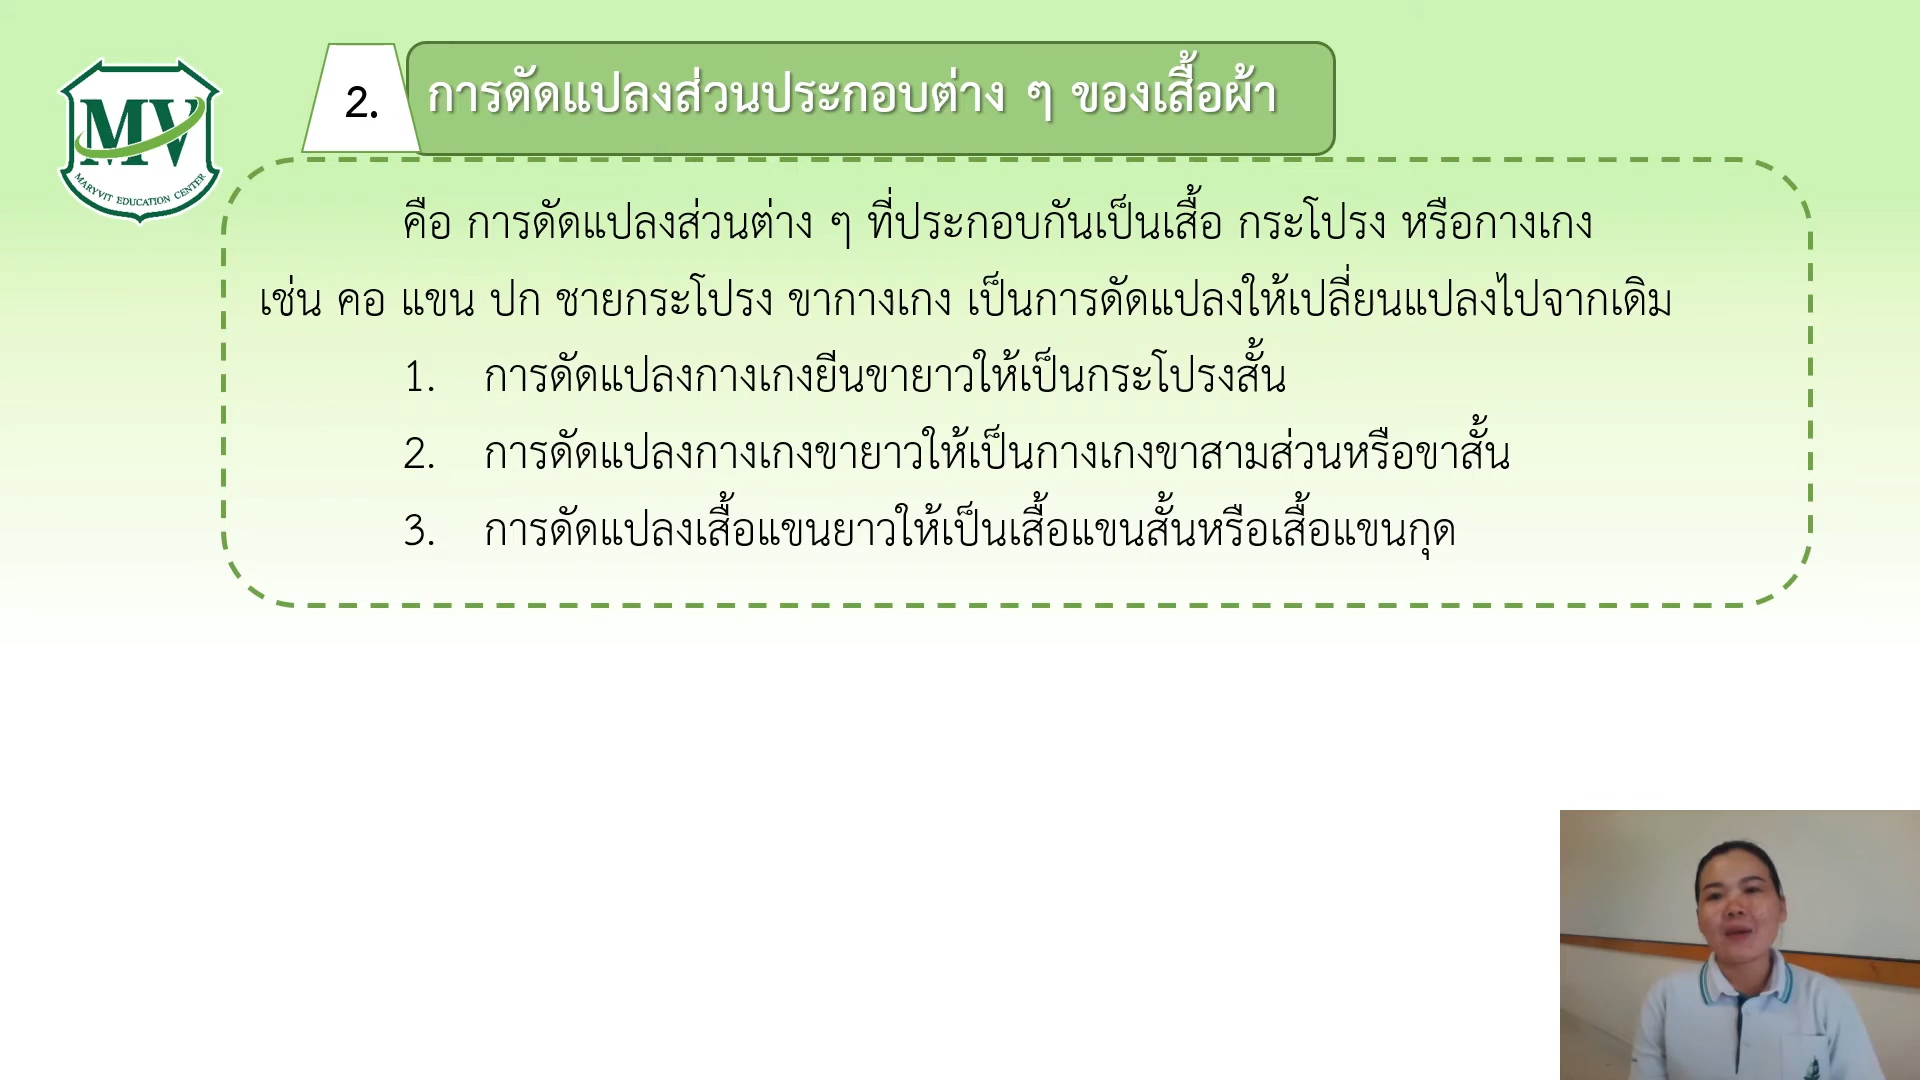 MV
MARYVIT EDUCATION CENTER
2. การดัดแปลงส่วนประกอบต่าง ๆ ของเสื้อผ้า
คือ การดัดแปลงส่วนต่าง ๆ ที่ประกอบกันเป็นเสื้อ กระโปรง หรือกางเกง
เช่น คอ แขน ปก ชายกระโปรง ขากางเกง เป็นการดัดแปลงให้เปลี่ยนแปลงไปจากเดิม
1. การดัดแปลงกางเกงยีนขายาวให้เป็นกระโปรงสั้น
2. การดัดแปลงกางเกงขายาวให้เป็นกางเกงขาสามส่วนหรือขาสั้น
3. การดัดแปลงเสื้อแขนยาวให้เป็นเสื้อแขนสั้นหรือเสื้อแขนกุด